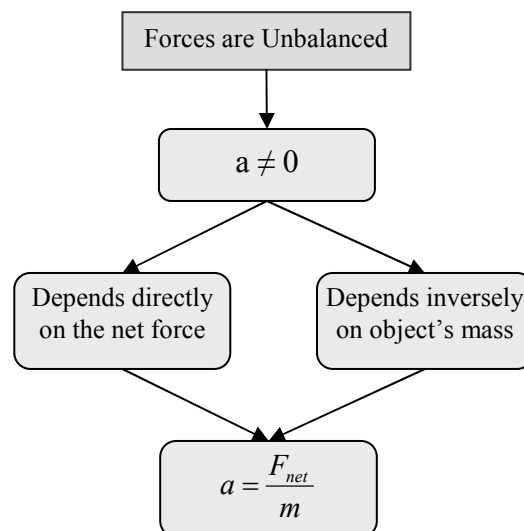 Forces are Unbalanced
a ≠ 0
Depends directly
on the net force
Depends inversely
on object’s mass
a = F_net / m